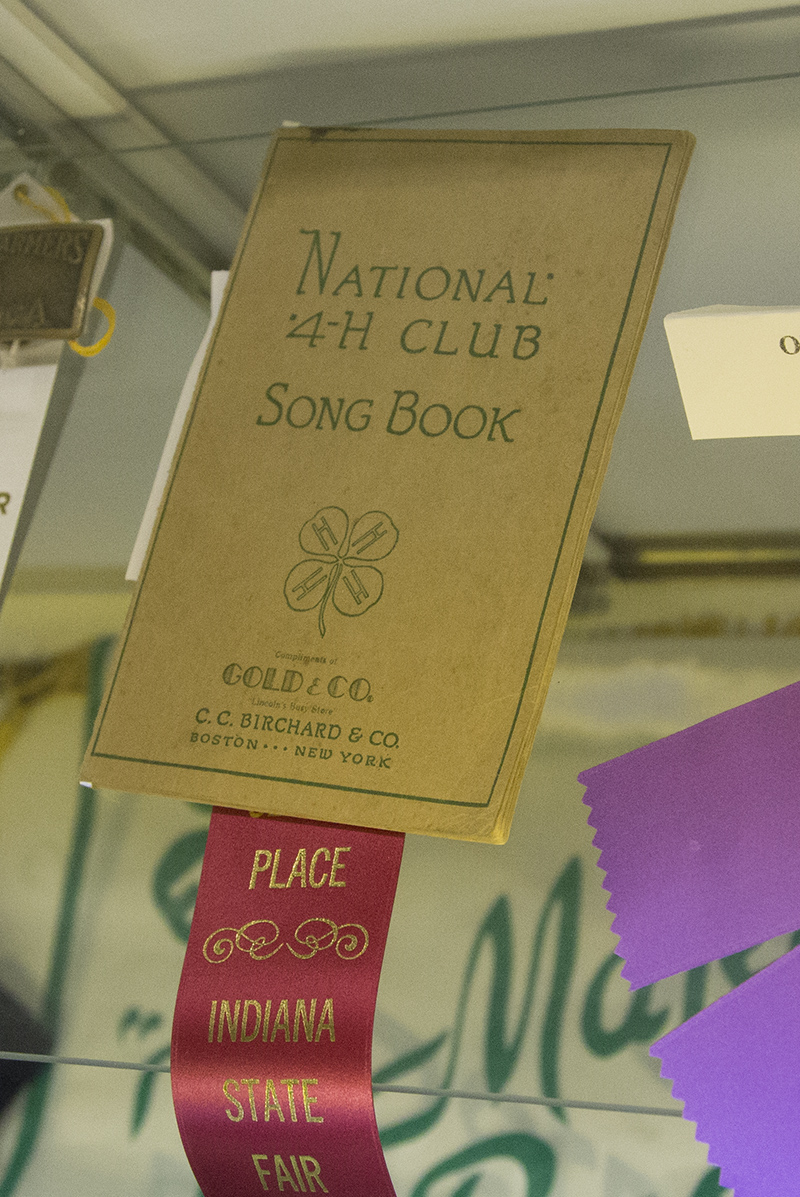 NATIONAL
4-H CLUB
SONG BOOK
H H
H H
Compliments of
GOLD & CO.
Lincoln's Busy Store
C. C. BIRCHARD & CO.
BOSTON · · · NEW YORK
PLACE
INDIANA
STATE
FAIR
ARMER'S
R
O